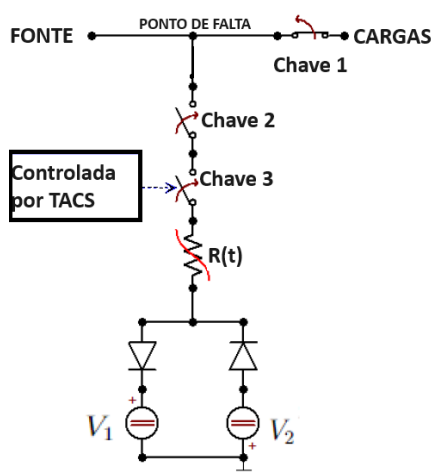 FONTE
PONTO DE FALTA
CARGAS
Chave 1
Chave 2
Controlada
por TACS
Chave 3
R(t)
+
V1
V2
+